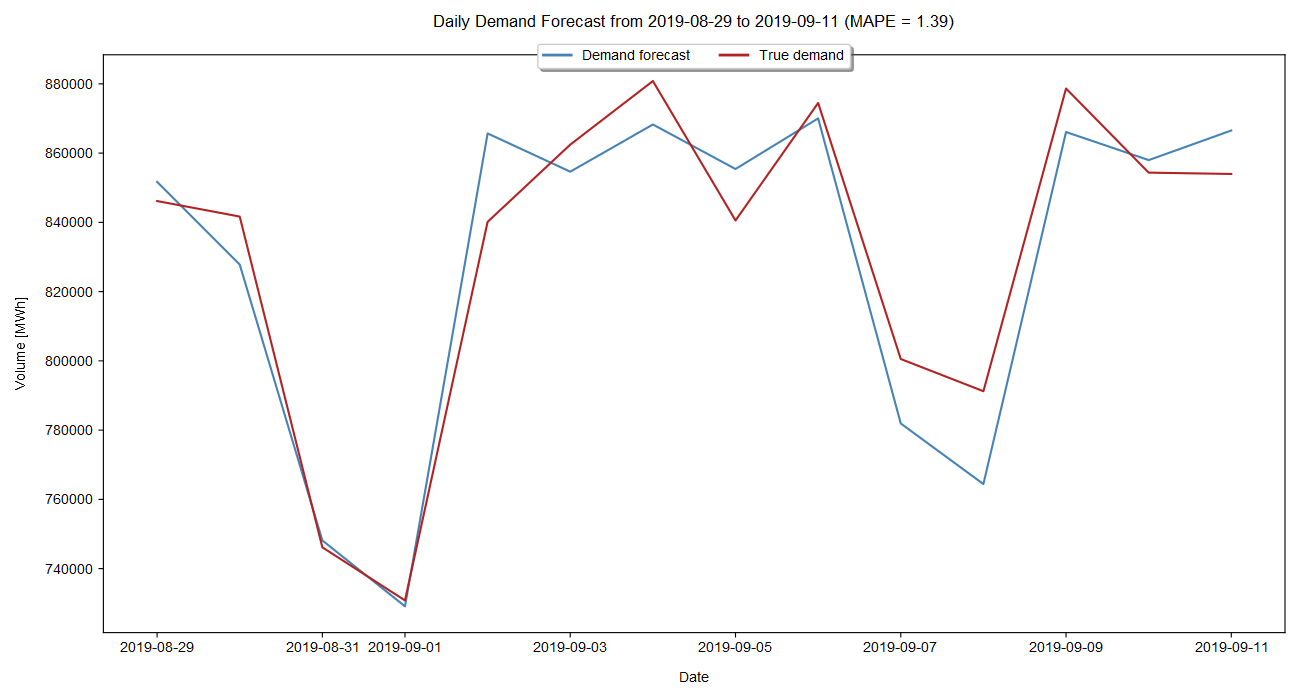 Daily Demand Forecast from 2019-08-29 to 2019-09-11 (MAPE = 1.39)
Demand forecast True demand
880000
860000
840000
820000
800000
780000
760000
740000
Volume [MWh]
2019-08-29 2019-08-31 2019-09-01 2019-09-03 2019-09-05 2019-09-07 2019-09-09 2019-09-11
Date